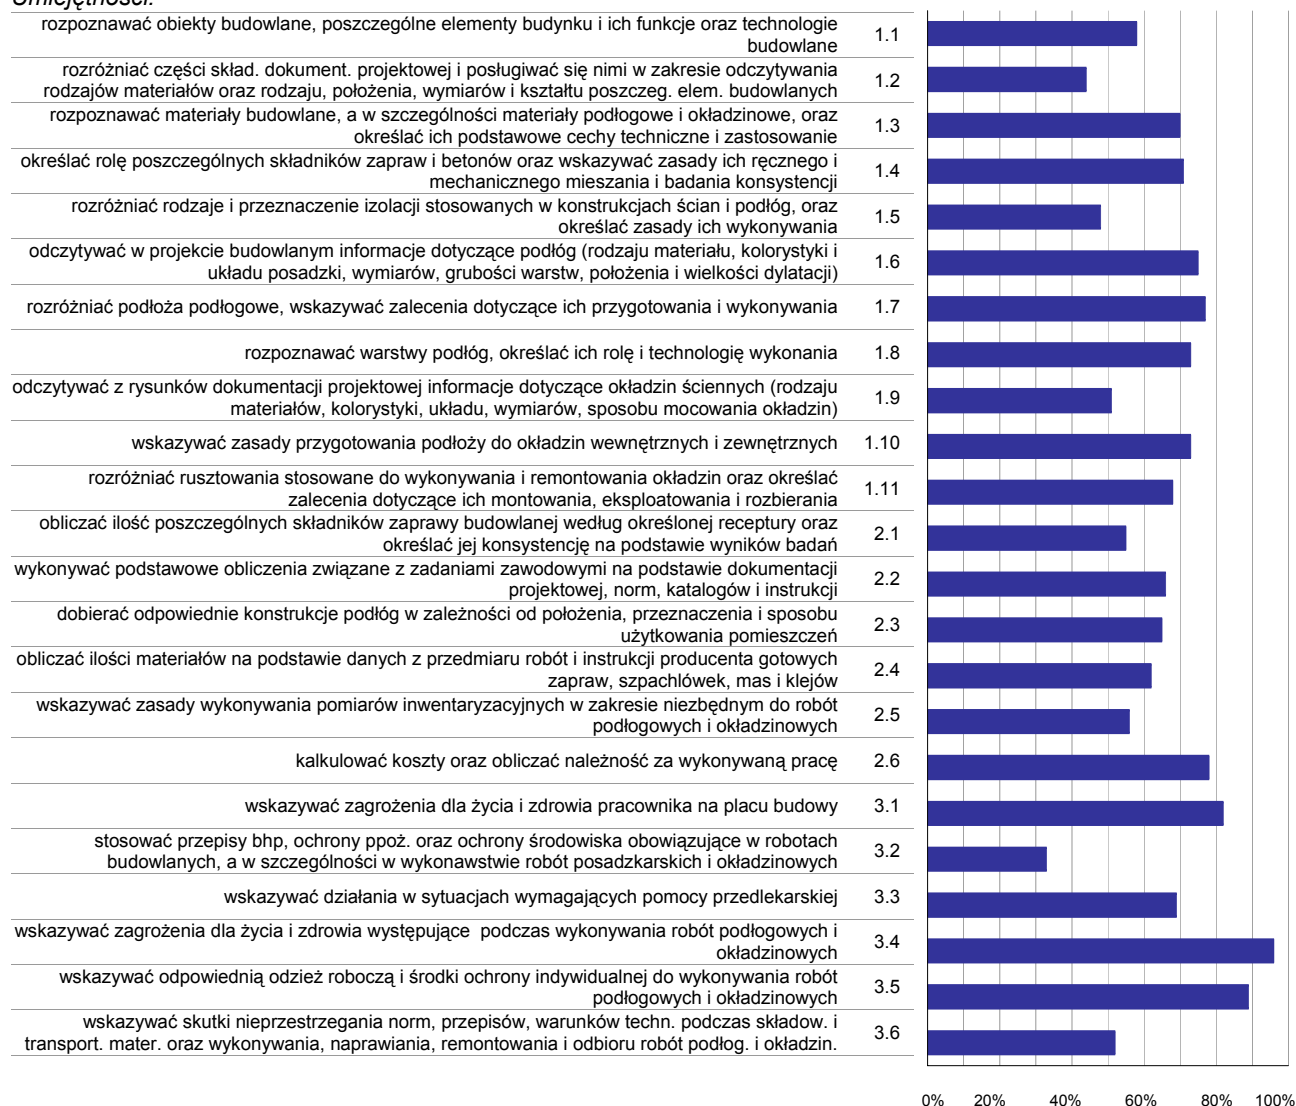 Umiejętności:
rozpoznawać obiekty budowlane, poszczególne elementy budynku i ich funkcje oraz technologie
budowlane
1.1
rozróżniać części skład. dokument. projektowej i posługiwać się nimi w zakresie odczytywania
rodzajów materiałów oraz rodzaju, położenia, wymiarów i kształtu poszczeg. elem. budowlanych
1.2
rozpoznawać materiały budowlane, a w szczególności materiały podłogowe i okładzinowe, oraz
określać ich podstawowe cechy techniczne i zastosowanie
1.3
określać rolę poszczególnych składników zapraw i betonów oraz wskazywać zasady ich ręcznego i
mechanicznego mieszania i badania konsystencji
1.4
rozróżniać rodzaje i przeznaczenie izolacji stosowanych w konstrukcjach ścian i podłóg, oraz
określać zasady ich wykonywania
1.5
odczytywać w projekcie budowlanym informacje dotyczące podłóg (rodzaju materiału, kolorystyki i
układu posadzki, wymiarów, grubości warstw, położenia i wielkości dylatacji)
1.6
rozróżniać podłoża podłogowe, wskazywać zalecenia dotyczące ich przygotowania i wykonywania
1.7
rozpoznawać warstwy podłóg, określać ich rolę i technologię wykonania
1.8
odczytywać z rysunków dokumentacji projektowej informacje dotyczące okładzin ściennych (rodzaju
materiałów, kolorystyki, układu, wymiarów, sposobu mocowania okładzin)
1.9
wskazywać zasady przygotowania podłoży do okładzin wewnętrznych i zewnętrznych
1.10
rozróżniać rusztowania stosowane do wykonywania i remontowania okładzin oraz określać
zalecenia dotyczące ich montowania, eksploatowania i rozbierania
1.11
obliczać ilość poszczególnych składników zaprawy budowlanej według określonej receptury oraz
określać jej konsystencję na podstawie wyników badań
2.1
wykonywać podstawowe obliczenia związane z zadaniami zawodowymi na podstawie dokumentacji
projektowej, norm, katalogów i instrukcji
2.2
dobierać odpowiednie konstrukcje podłóg w zależności od położenia, przeznaczenia i sposobu
użytkowania pomieszczeń
2.3
obliczać ilości materiałów na podstawie danych z przedmiaru robót i instrukcji producenta gotowych
zapraw, szpachlówek, mas i klejów
2.4
wskazywać zasady wykonywania pomiarów inwentaryzacyjnych w zakresie niezbędnym do robót
podłogowych i okładzinowych
2.5
kalkulować koszty oraz obliczać należność za wykonywaną pracę
2.6
wskazywać zagrożenia dla życia i zdrowia pracownika na placu budowy
3.1
stosować przepisy bhp, ochrony ppoż. oraz ochrony środowiska obowiązujące w robotach
budowlanych, a w szczególności w wykonawstwie robót posadzkarskich i okładzinowych
3.2
wskazywać działania w sytuacjach wymagających pomocy przedlekarskiej
3.3
wskazywać zagrożenia dla życia i zdrowia występujące podczas wykonywania robót podłogowych i
okładzinowych
3.4
wskazywać odpowiednią odzież roboczą i środki ochrony indywidualnej do wykonywania robót
podłogowych i okładzinowych
3.5
wskazywać skutki nieprzestrzegania norm, przepisów, warunków techn. podczas składow. i
transport. mater. oraz wykonywania, naprawiania, remontowania i odbioru robót podłog. i okładzin.
3.6
0% 20% 40% 60% 80% 100%